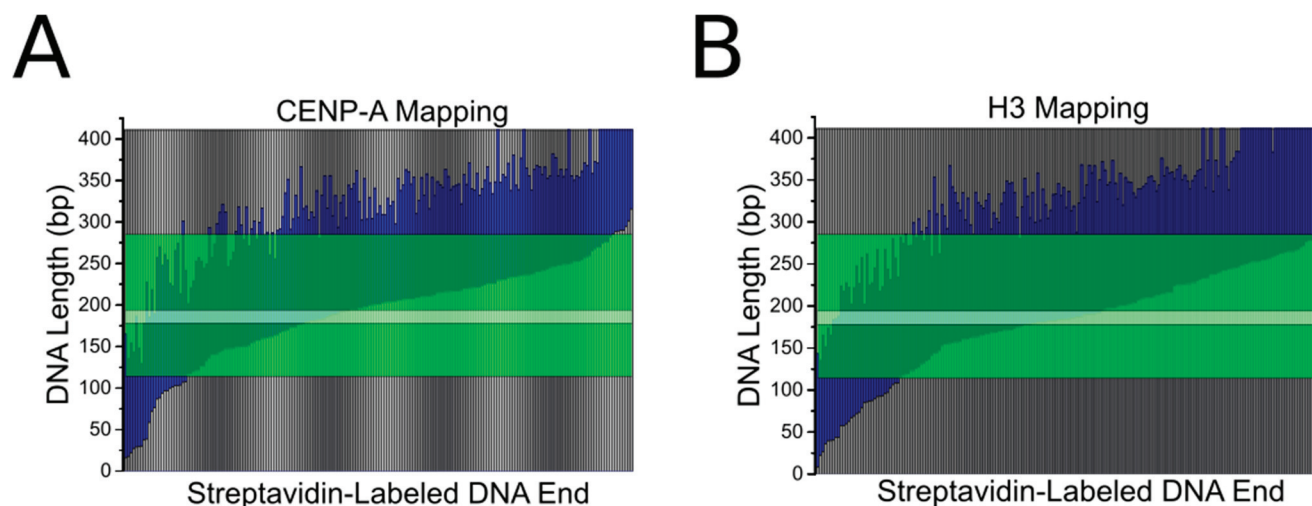 A
CENP-A Mapping
DNA Length (bp)
400
350
300
250
200
150
100
50
0
Streptavidin-Labeled DNA End
B
H3 Mapping
DNA Length (bp)
400
350
300
250
200
150
100
50
0
Streptavidin-Labeled DNA End